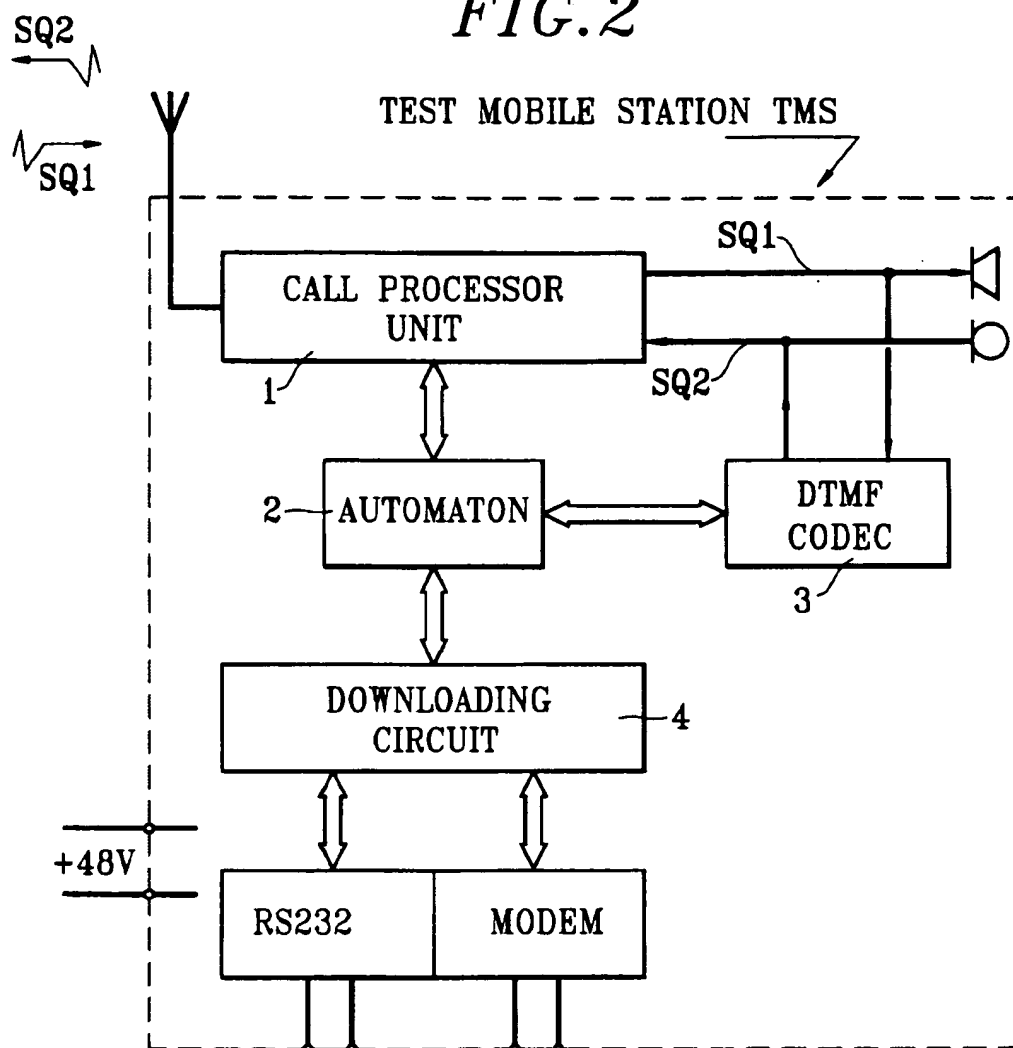 FIG.2
SQ2
TEST MOBILE STATION TMS
SQ1
SQ1
CALL PROCESSOR
UNIT
SQ2
1
2
AUTOMATON
DTMF
CODEC
3
DOWNLOADING
CIRCUIT
4
+48V
RS232
MODEM